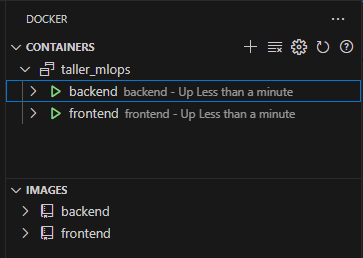 DOCKER
CONTAINERS
taller_mlops
backend backend - Up Less than a minute
frontend frontend - Up Less than a minute
IMAGES
backend
frontend